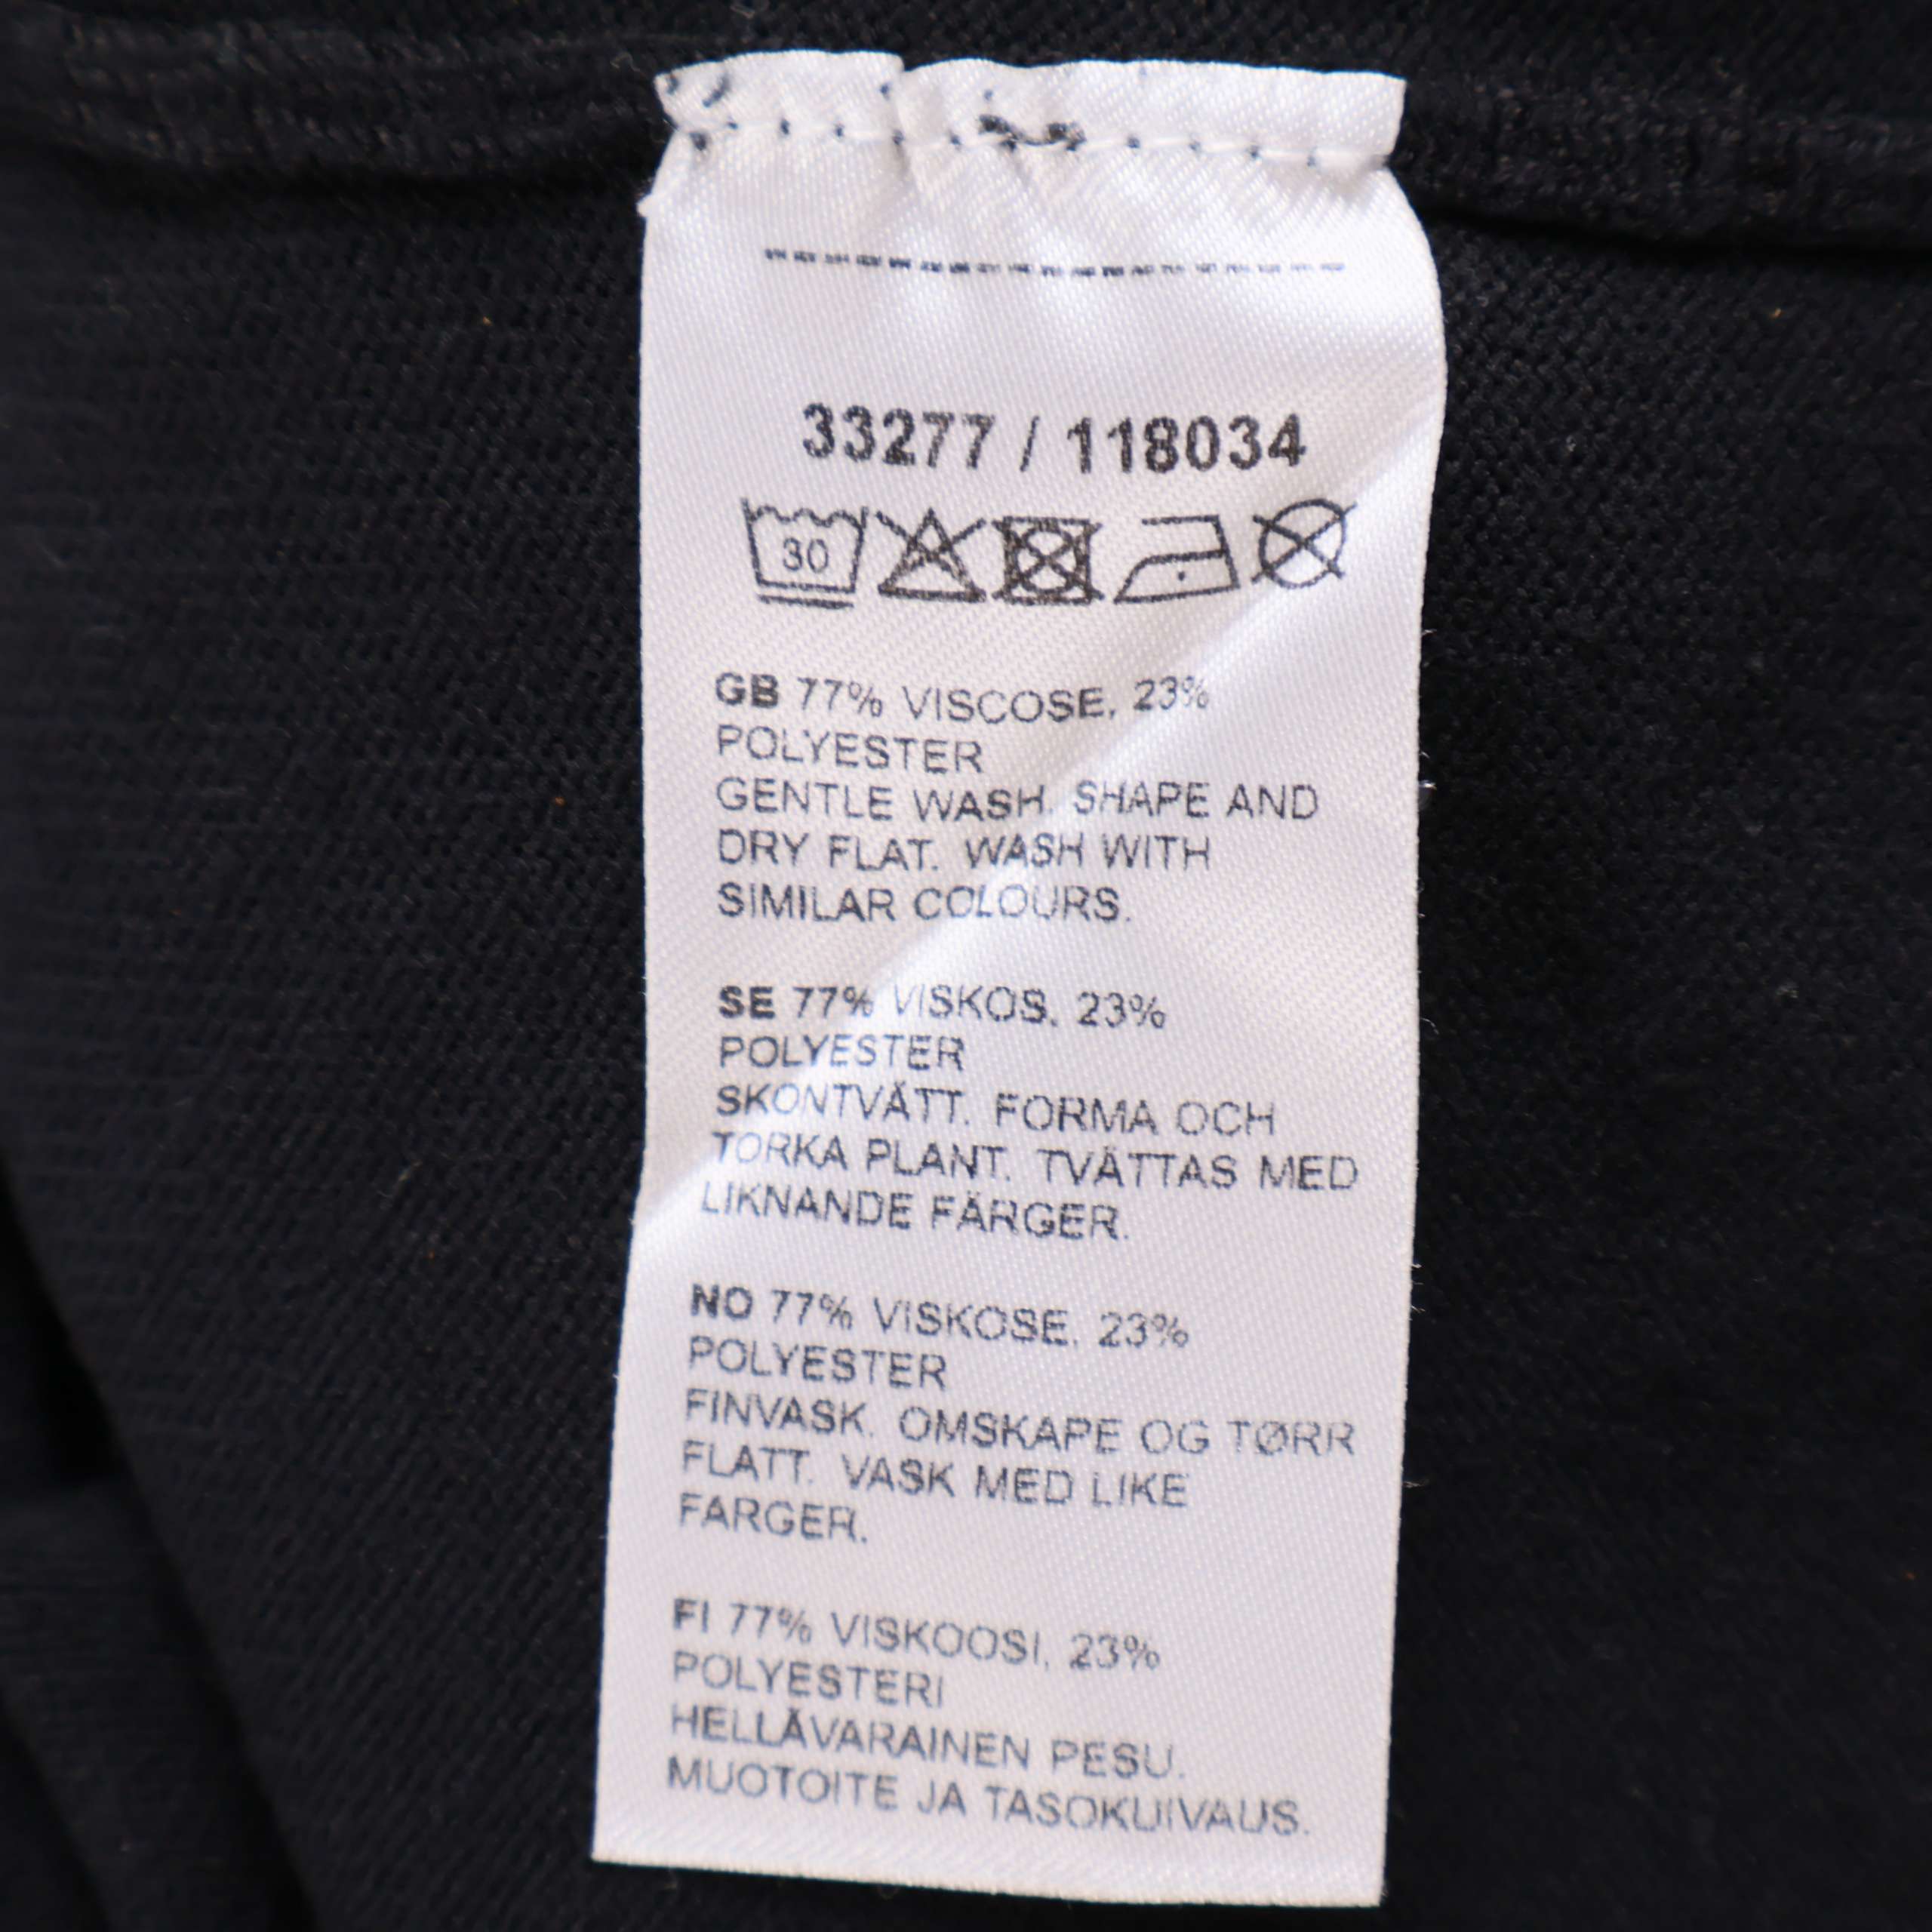 33277 / 118034
30
GB 77% VISCOSE, 23%
POLYESTER
GENTLE WASH. SHAPE AND
DRY FLAT. WASH WITH
SIMILAR COLOURS.
SE 77% VISKOS, 23%
POLYESTER
SKONTVÄTT. FORMA OCH
TORKA PLANT. TVÄTTAS MED
LIKNANDE FÄRGER.
NO 77% VISKOSE, 23%
POLYESTER
FINVASK. OMSKAPE OG TØRR
FLATT. VASK MED LIKE
FARGER.
FI 77% VISKOOSI, 23%
POLYESTERI
HELLÄVARAINEN PESU.
MUOTOITE JA TASOKUIVAUS.